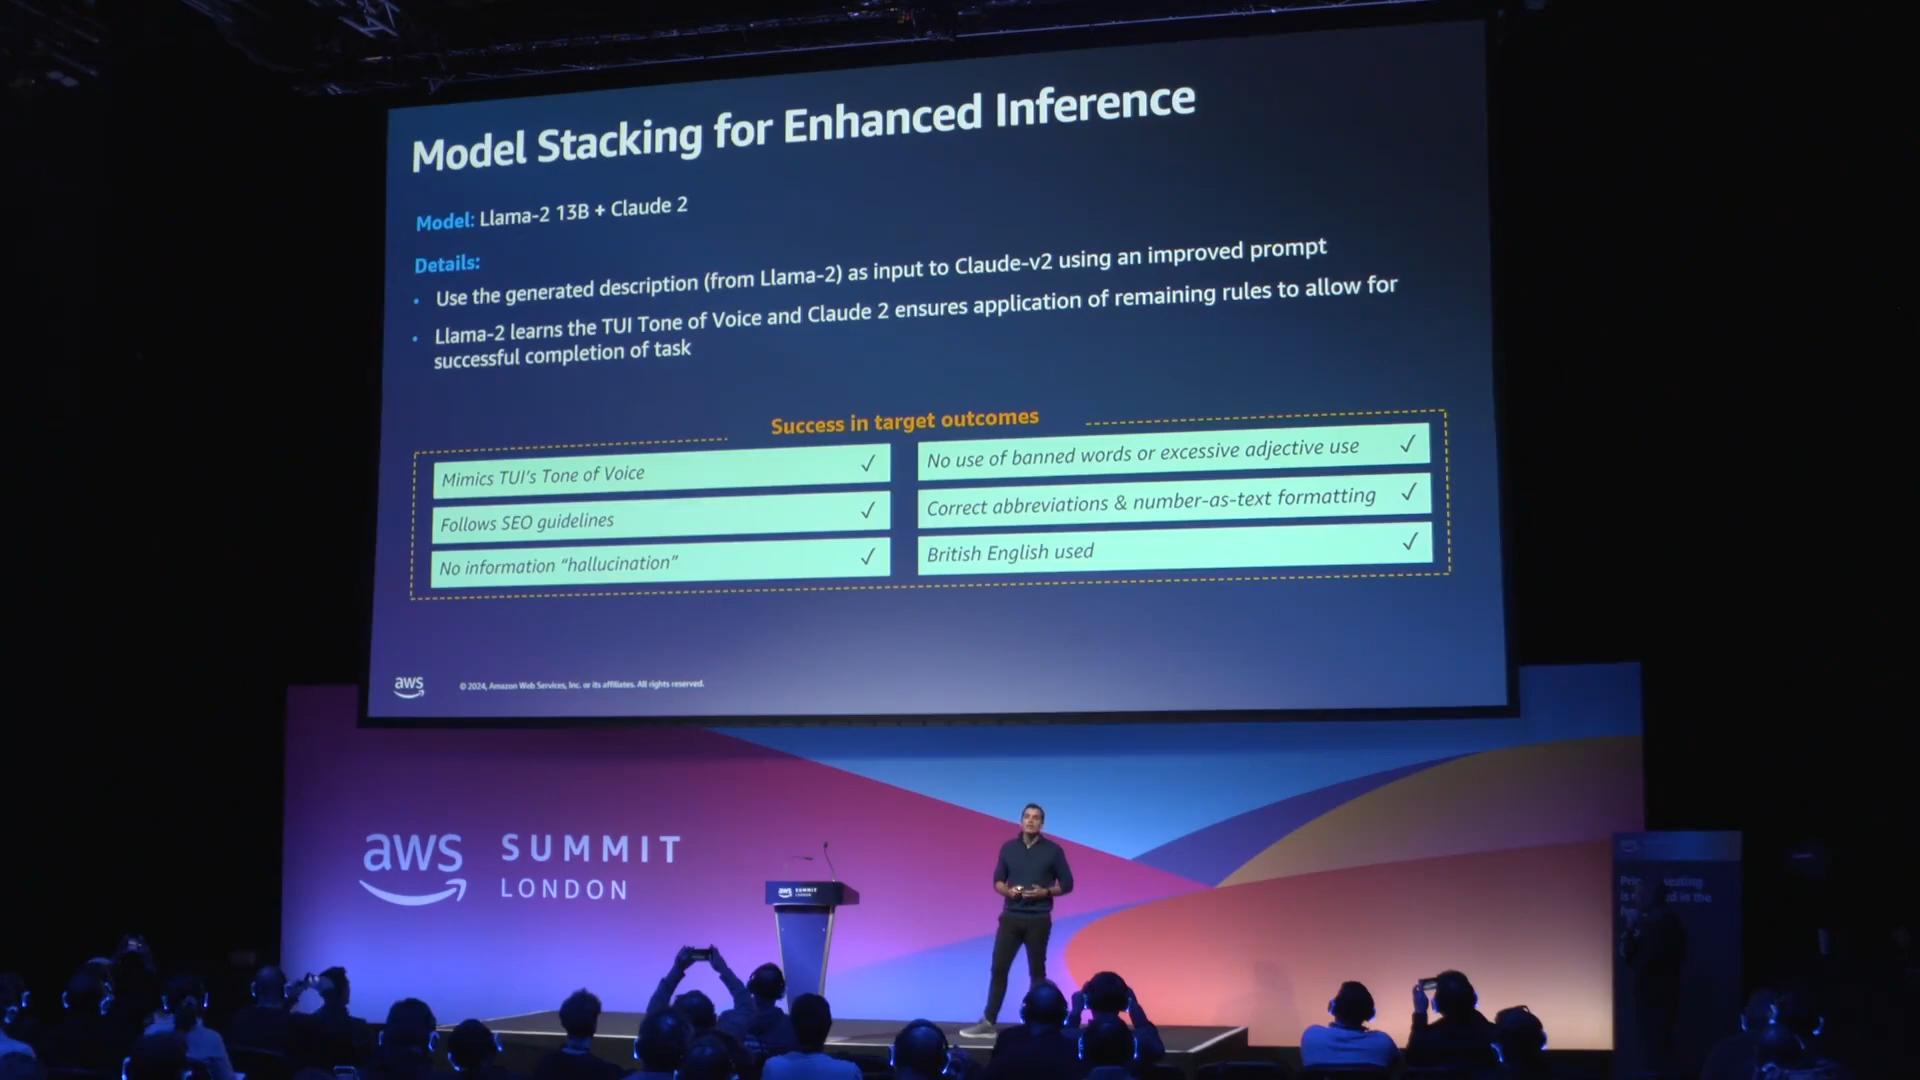 Model Stacking for Enhanced Inference
Model: Llama-2 13B + Claude 2
Details:
• Use the generated description (from Llama-2) as input to Claude-v2 using an improved prompt
• Llama-2 learns the TUI Tone of Voice and Claude 2 ensures application of remaining rules to allow for
successful completion of task
Success in target outcomes
Mimics TUI's Tone of Voice ✓
Follows SEO guidelines ✓
No information “hallucination” ✓
No use of banned words or excessive adjective use ✓
Correct abbreviations & number-as-text formatting ✓
British English used ✓
aws
© 2024, Amazon Web Services, Inc. or its affiliates. All rights reserved.
aws
SUMMIT
LONDON
aws SUMMIT
LONDON
in the